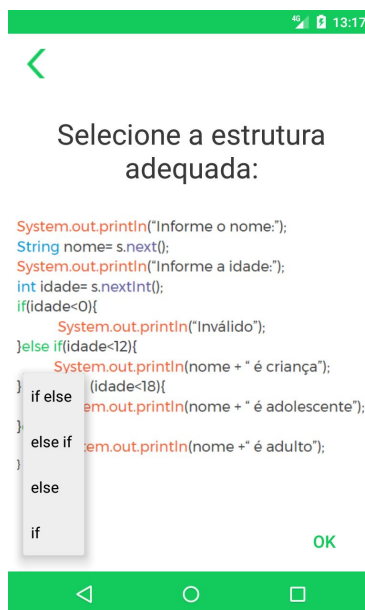 4G 13:17
Selecione a estrutura
adequada:
System.out.println(“Informe o nome:”);
String nome= s.next();
System.out.println(“Informe a idade:”);
int idade= s.nextInt();
if(idade<0){
System.out.println(“Inválido”);
}else if(idade<12){
System.out.println(nome + “ é criança”);
} (idade<18){
em.out.println(nome + “ é adolescente”);
}
em.out.println(nome +“ é adulto”);
}
if else
else if
else
if
OK